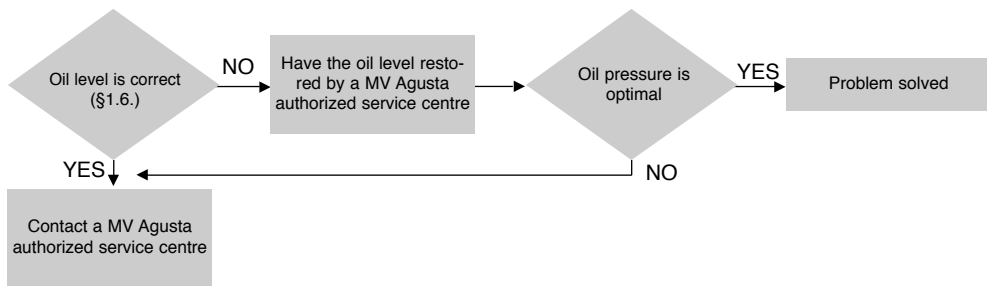 Oil level is correct
(§1.6.)
NO
Have the oil level resto-
red by a MV Agusta
authorized service centre
Oil pressure is
optimal
YES
Problem solved
YES
NO
Contact a MV Agusta
authorized service centre